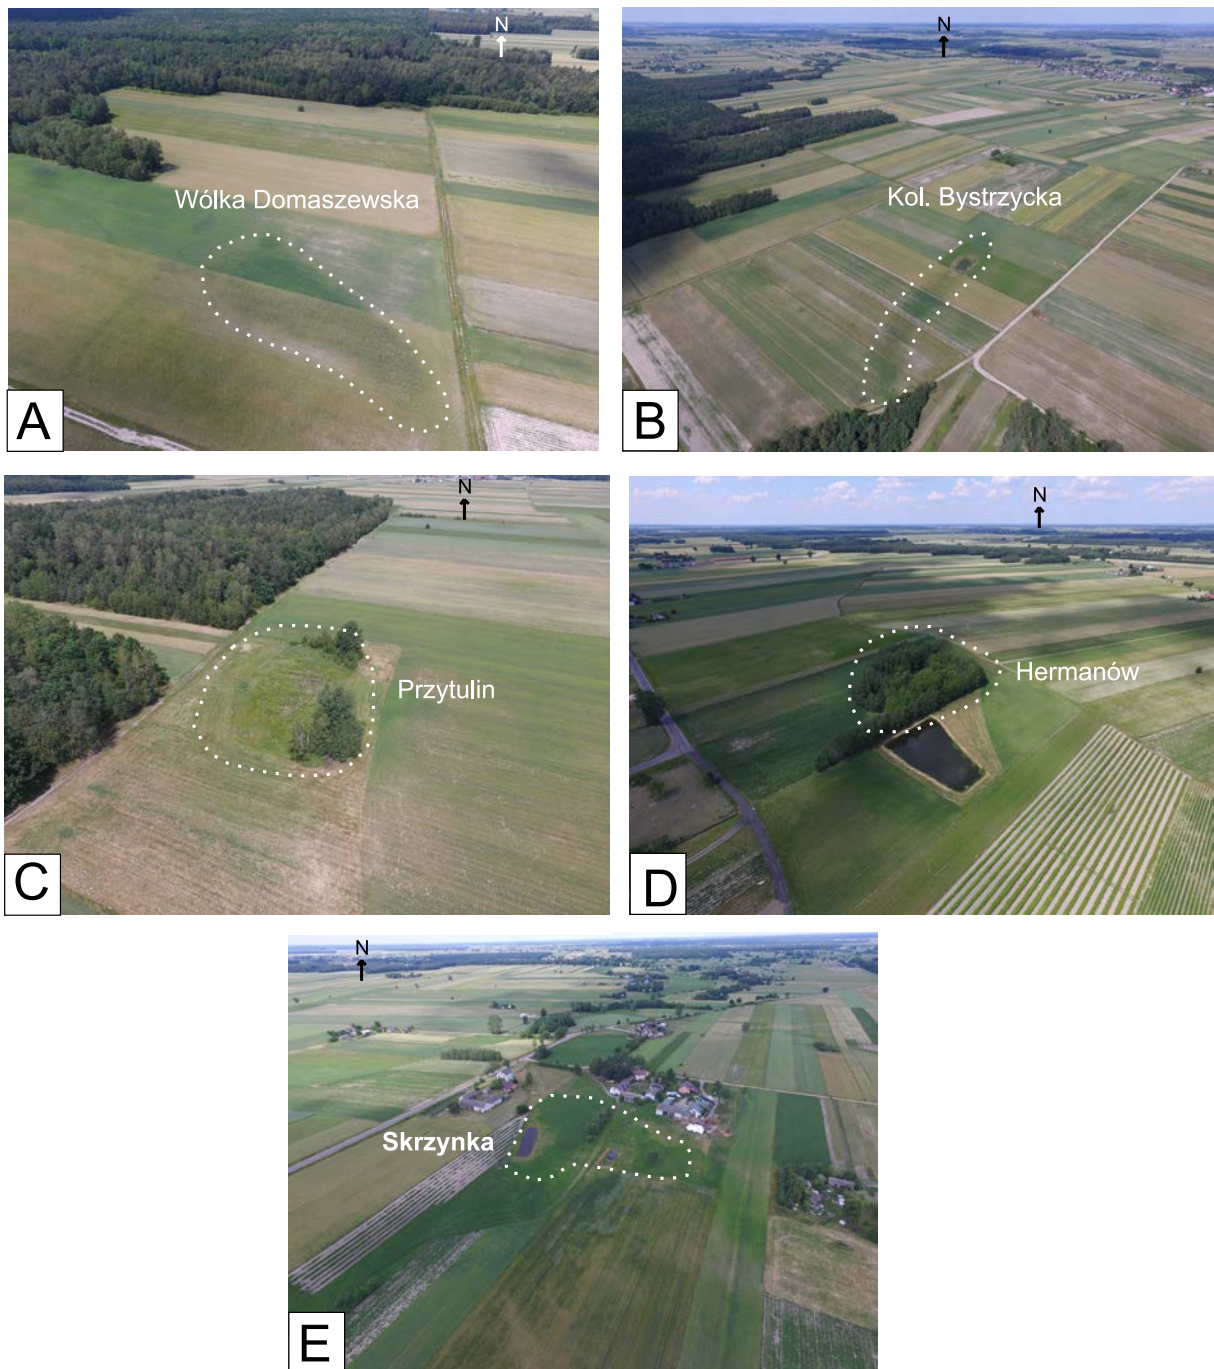 N
Wólka Domaszewska
A
N
Kol. Bystrzycka
B
N
Przytulin
C
N
Hermanów
D
N
Skrzynka
E